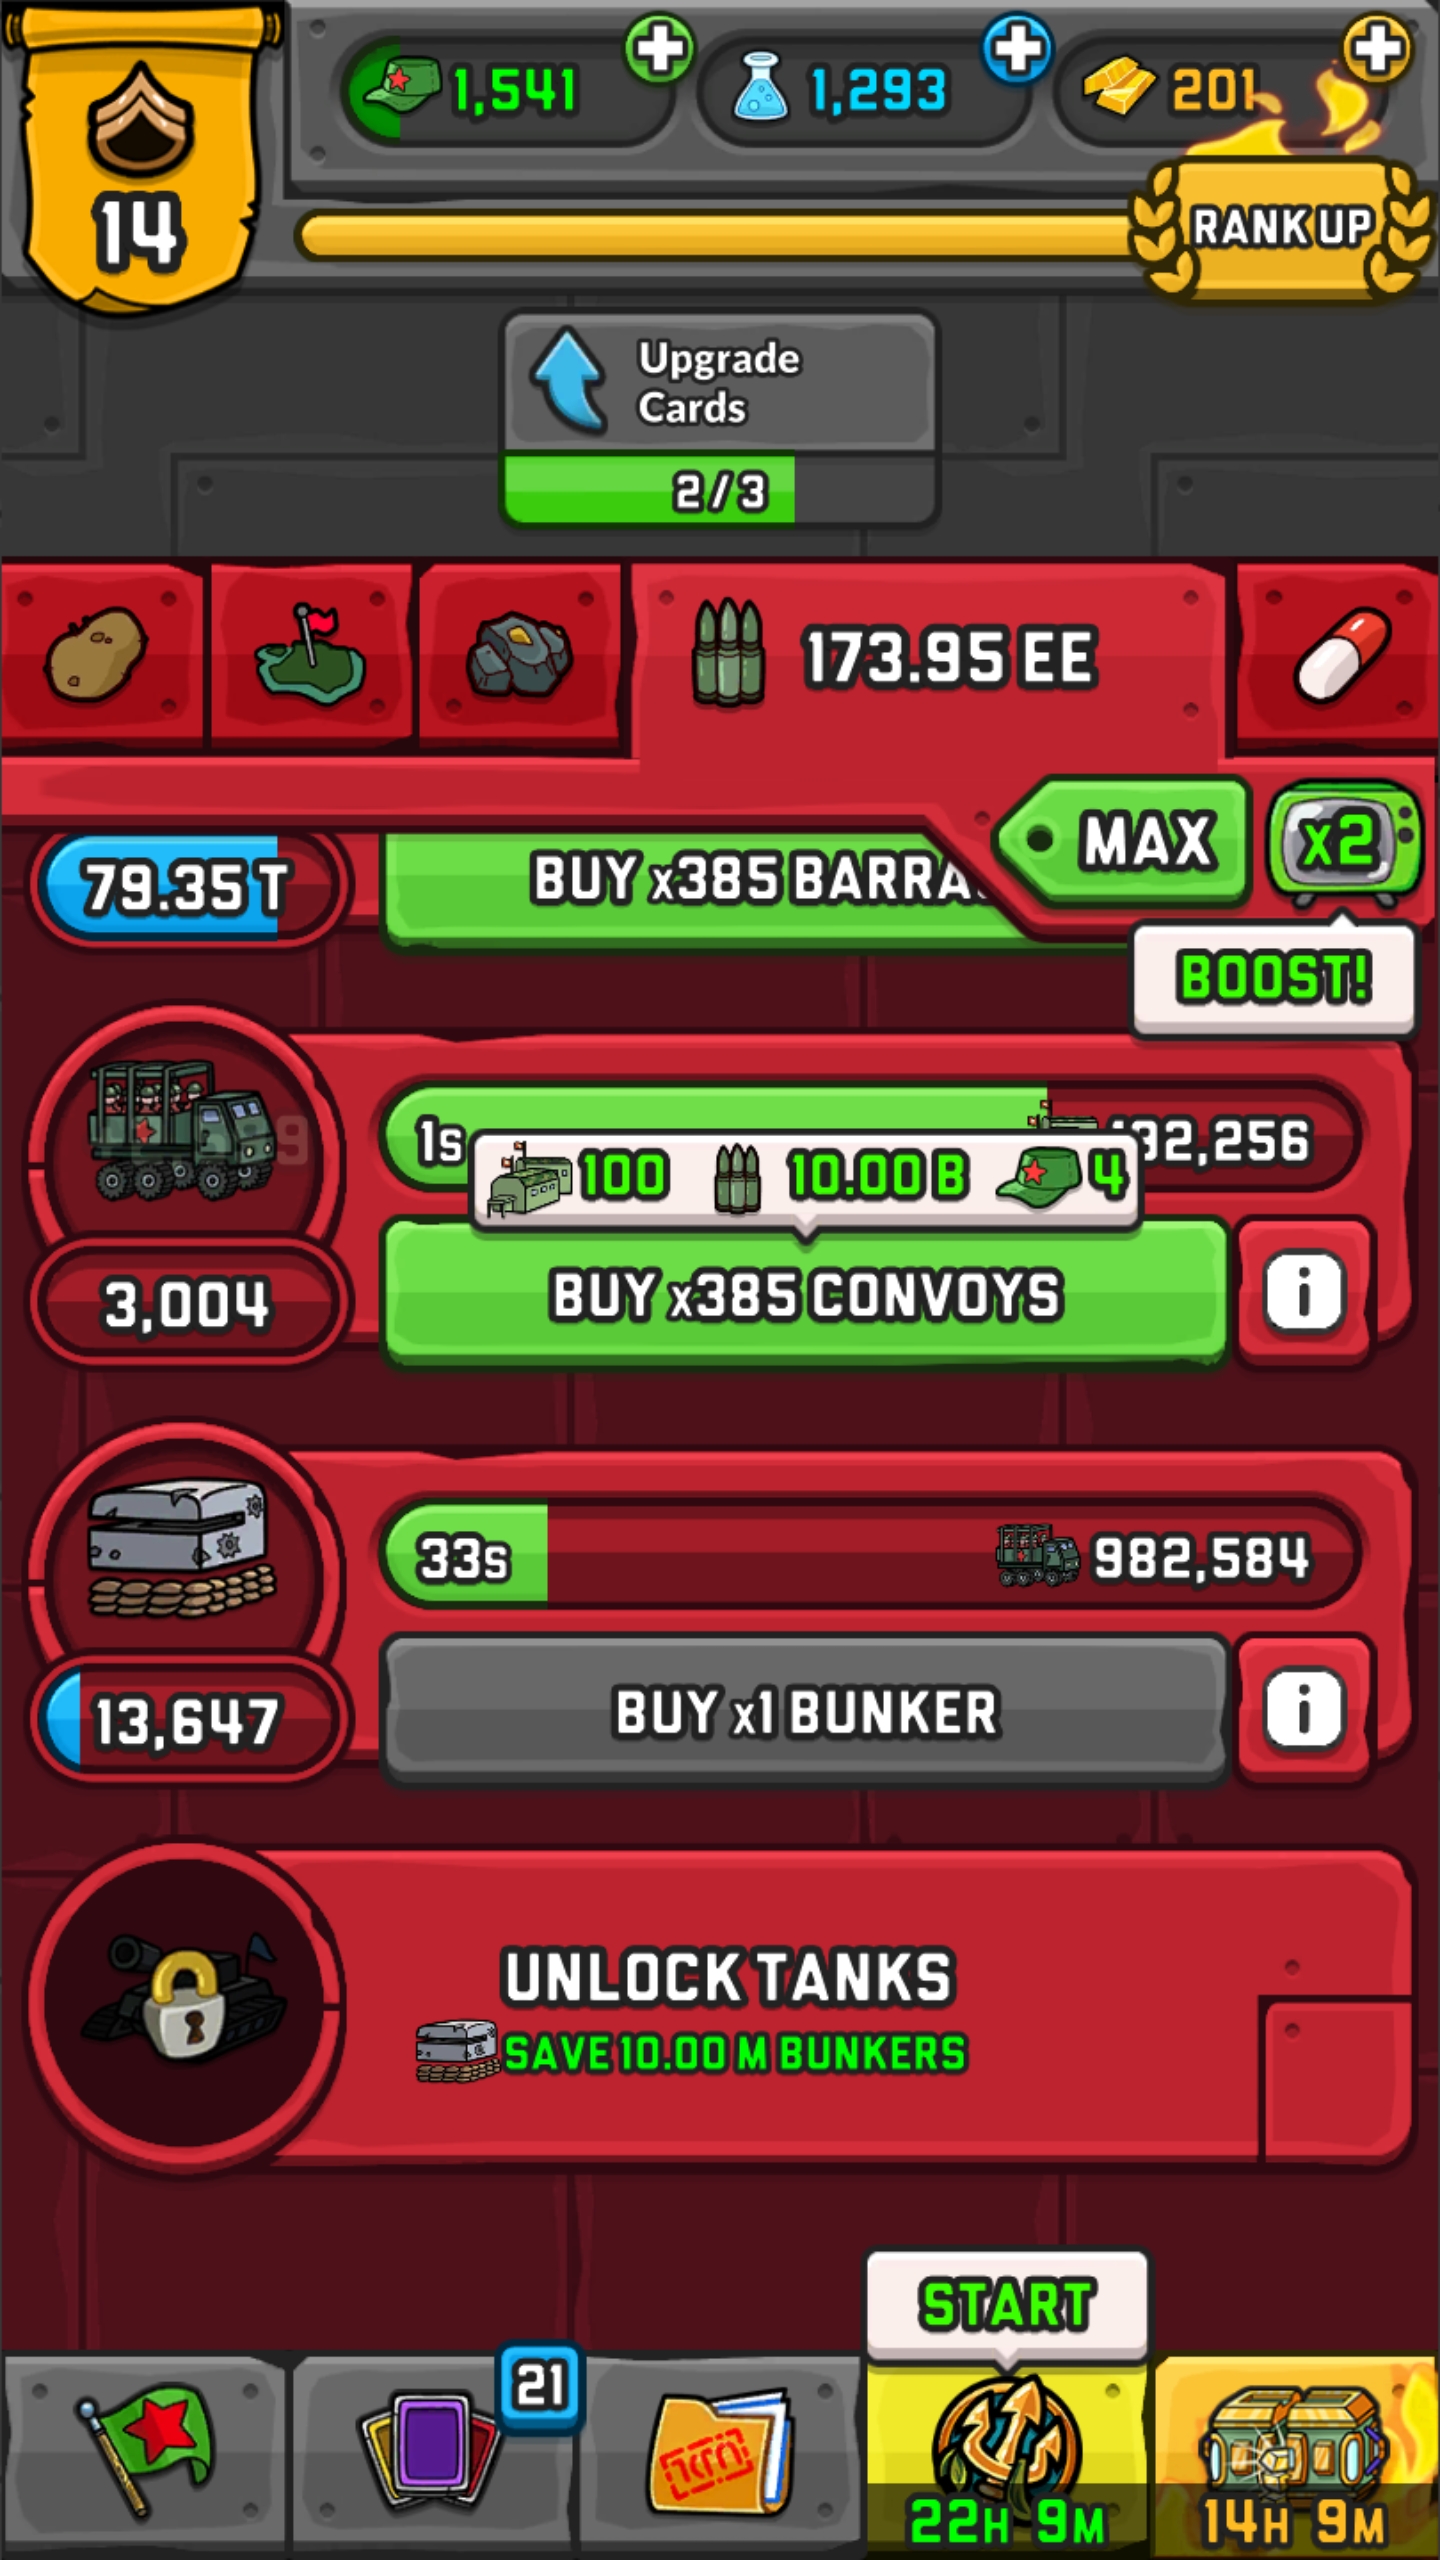 14
1,541
1,293
201
RANK UP
Upgrade
Cards
2/3
173.95 EE
MAX
x2
79.35 T
BUY x385
BOOST!
1s
100
10.00 B
4
3,004
BUY x385 CONVOYS
i
33s
982,584
13,647
BUY x1 BUNKER
i
UNLOCK TANKS
SAVE 10.00 M BUNKERS
START
21
22H 9M
14H 9M